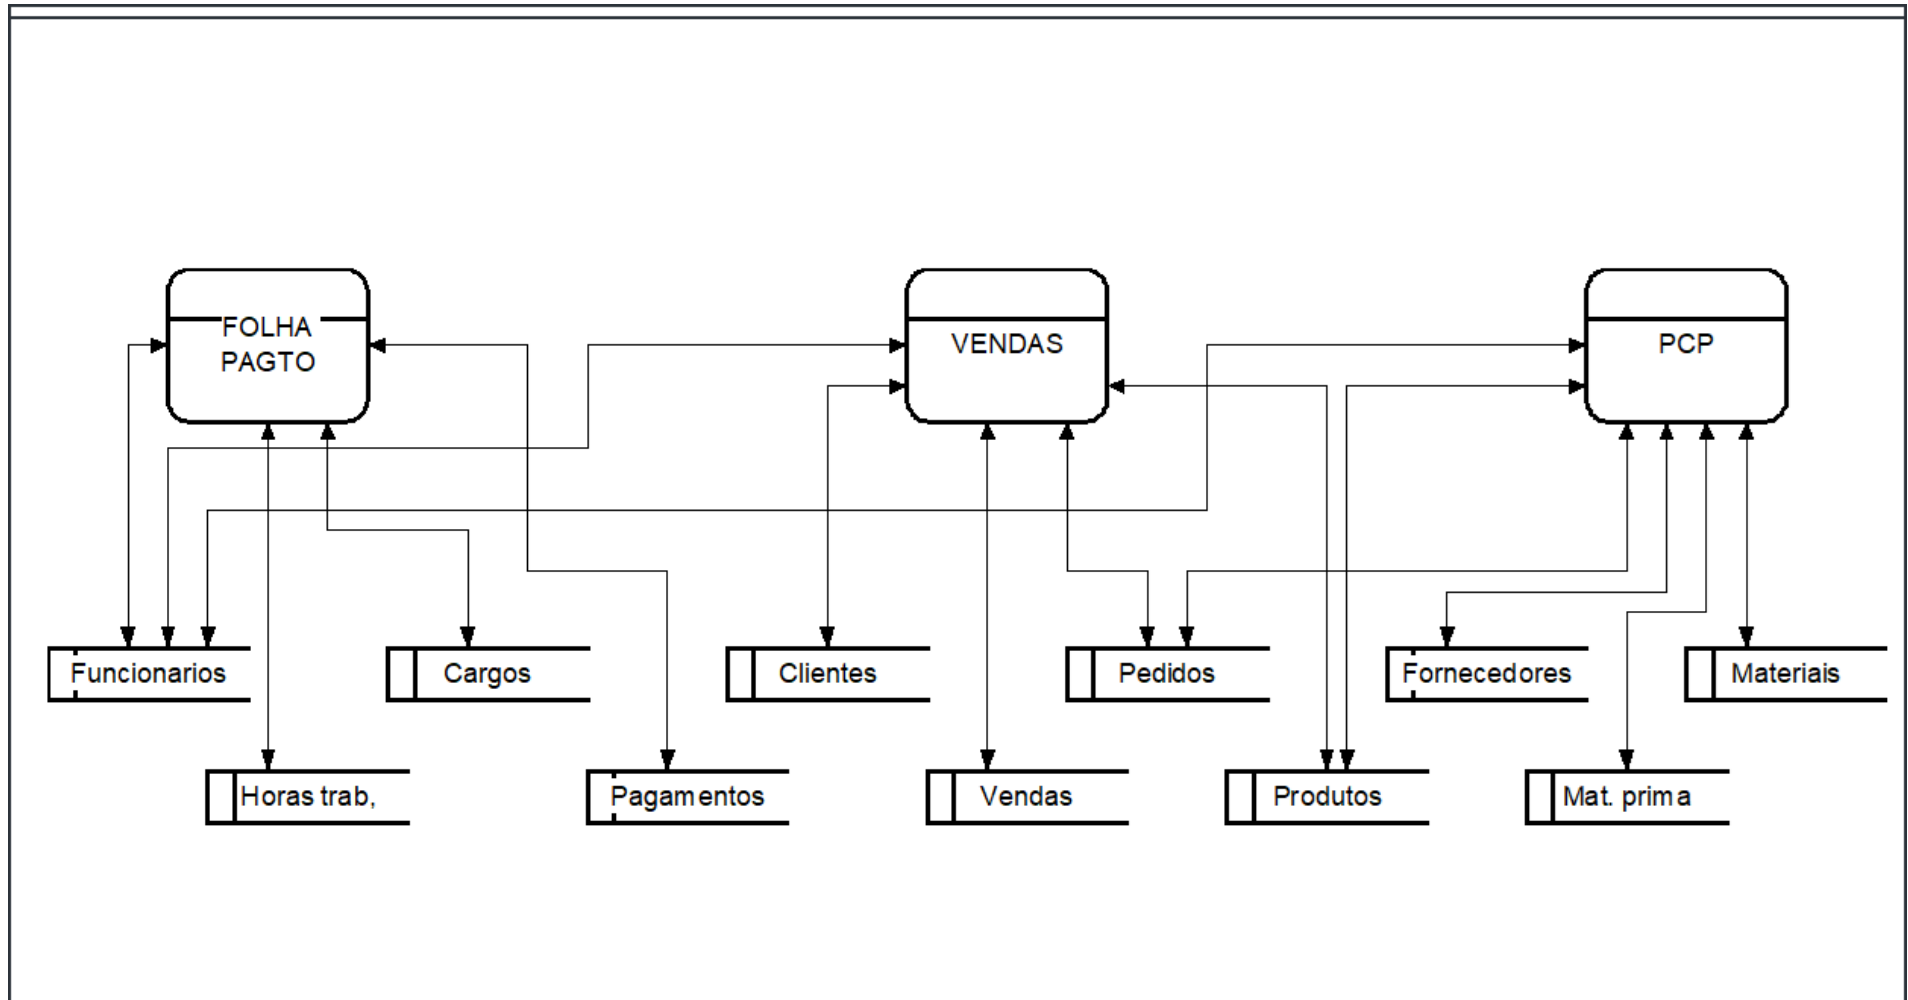 FOLHA
PAGTO
VENDAS
PCP
Funcionarios
Cargos
Clientes
Pedidos
Fornecedores
Materiais
Horas trab,
Pagamentos
Vendas
Produtos
Mat. prima